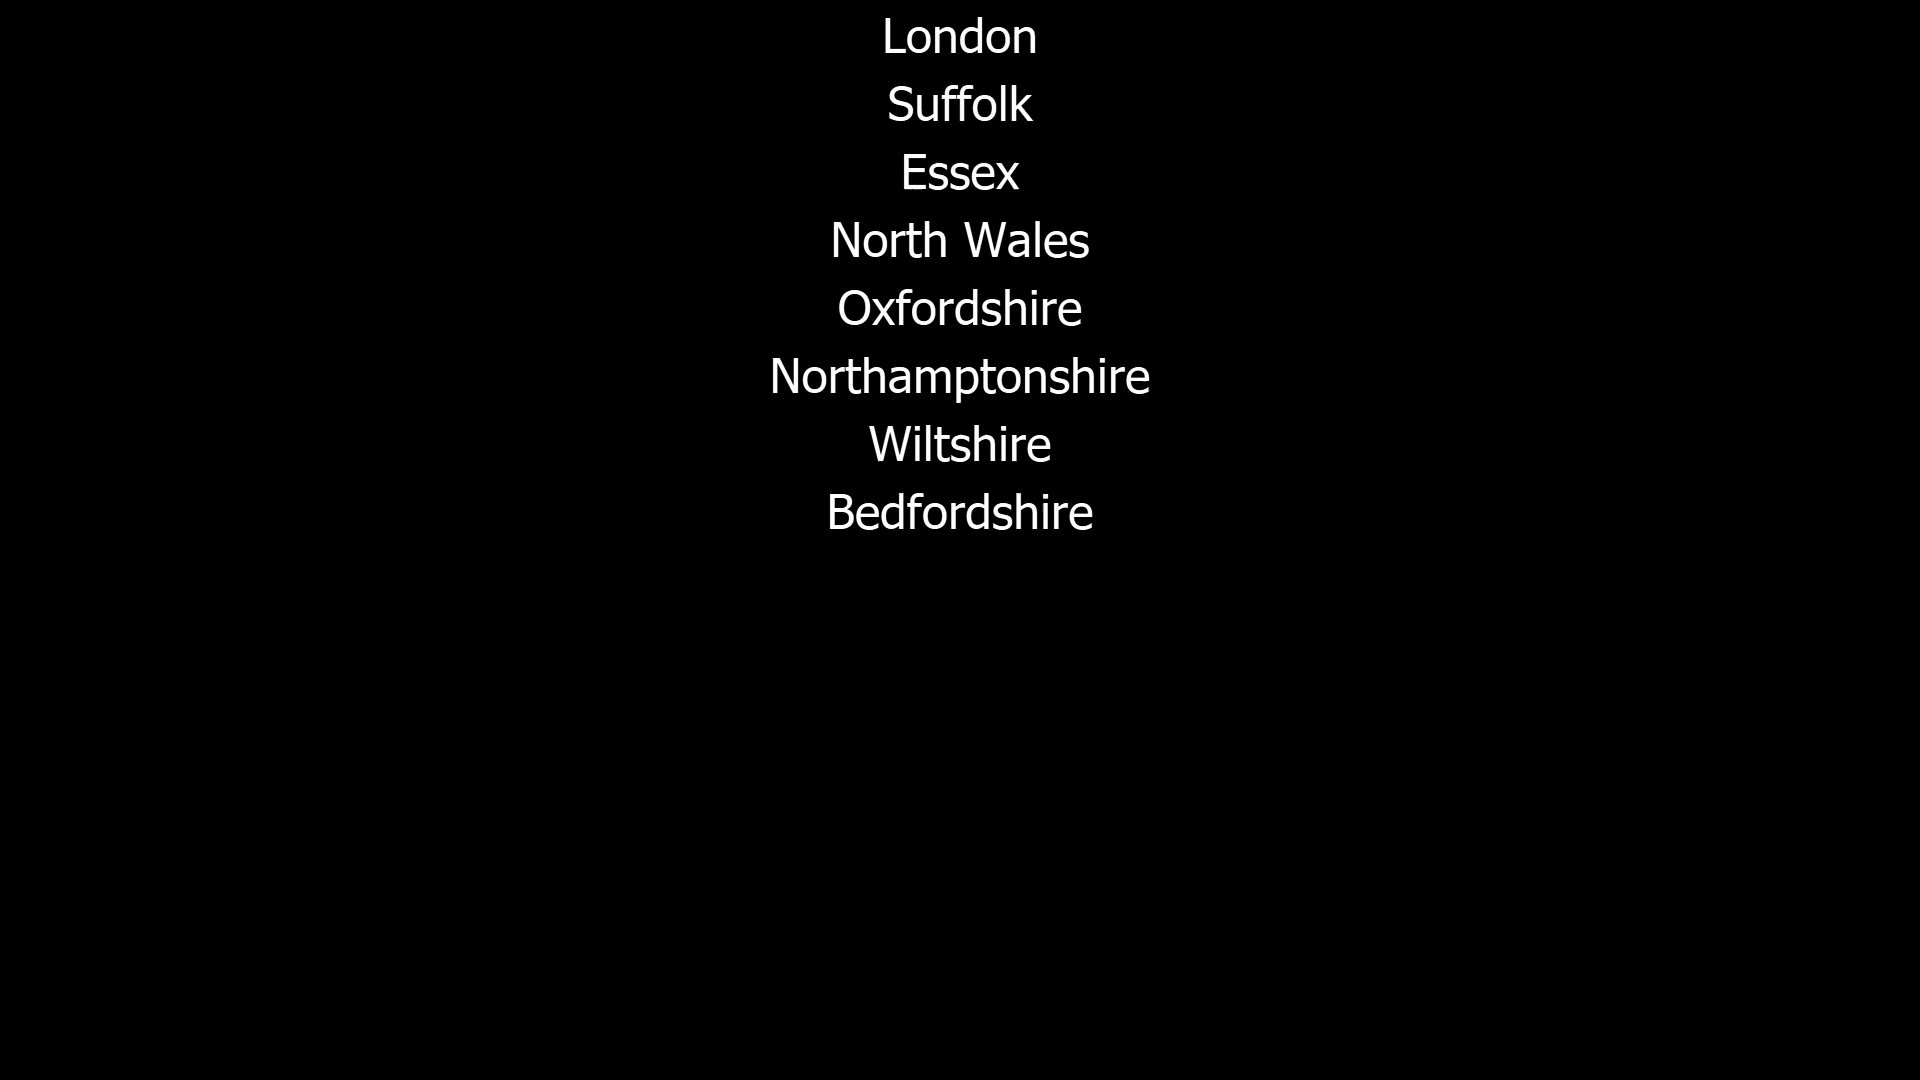 London
Suffolk
Essex
North Wales
Oxfordshire
Northamptonshire
Wiltshire
Bedfordshire